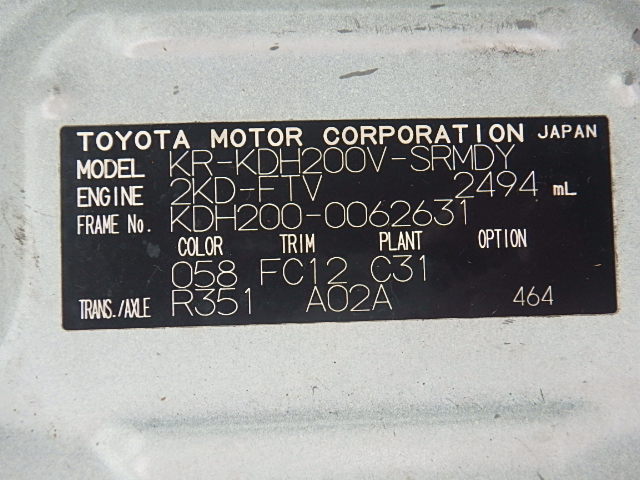 TOYOTA MOTOR CORPORATION JAPAN
MODEL KR-KDH200V-SRMDY
ENGINE 2KD-FTV 2494 mL
FRAME No. KDH200-0062631
COLOR TRIM PLANT OPTION
058 FC12 C31
TRANS./AXLE R351 A02A 464